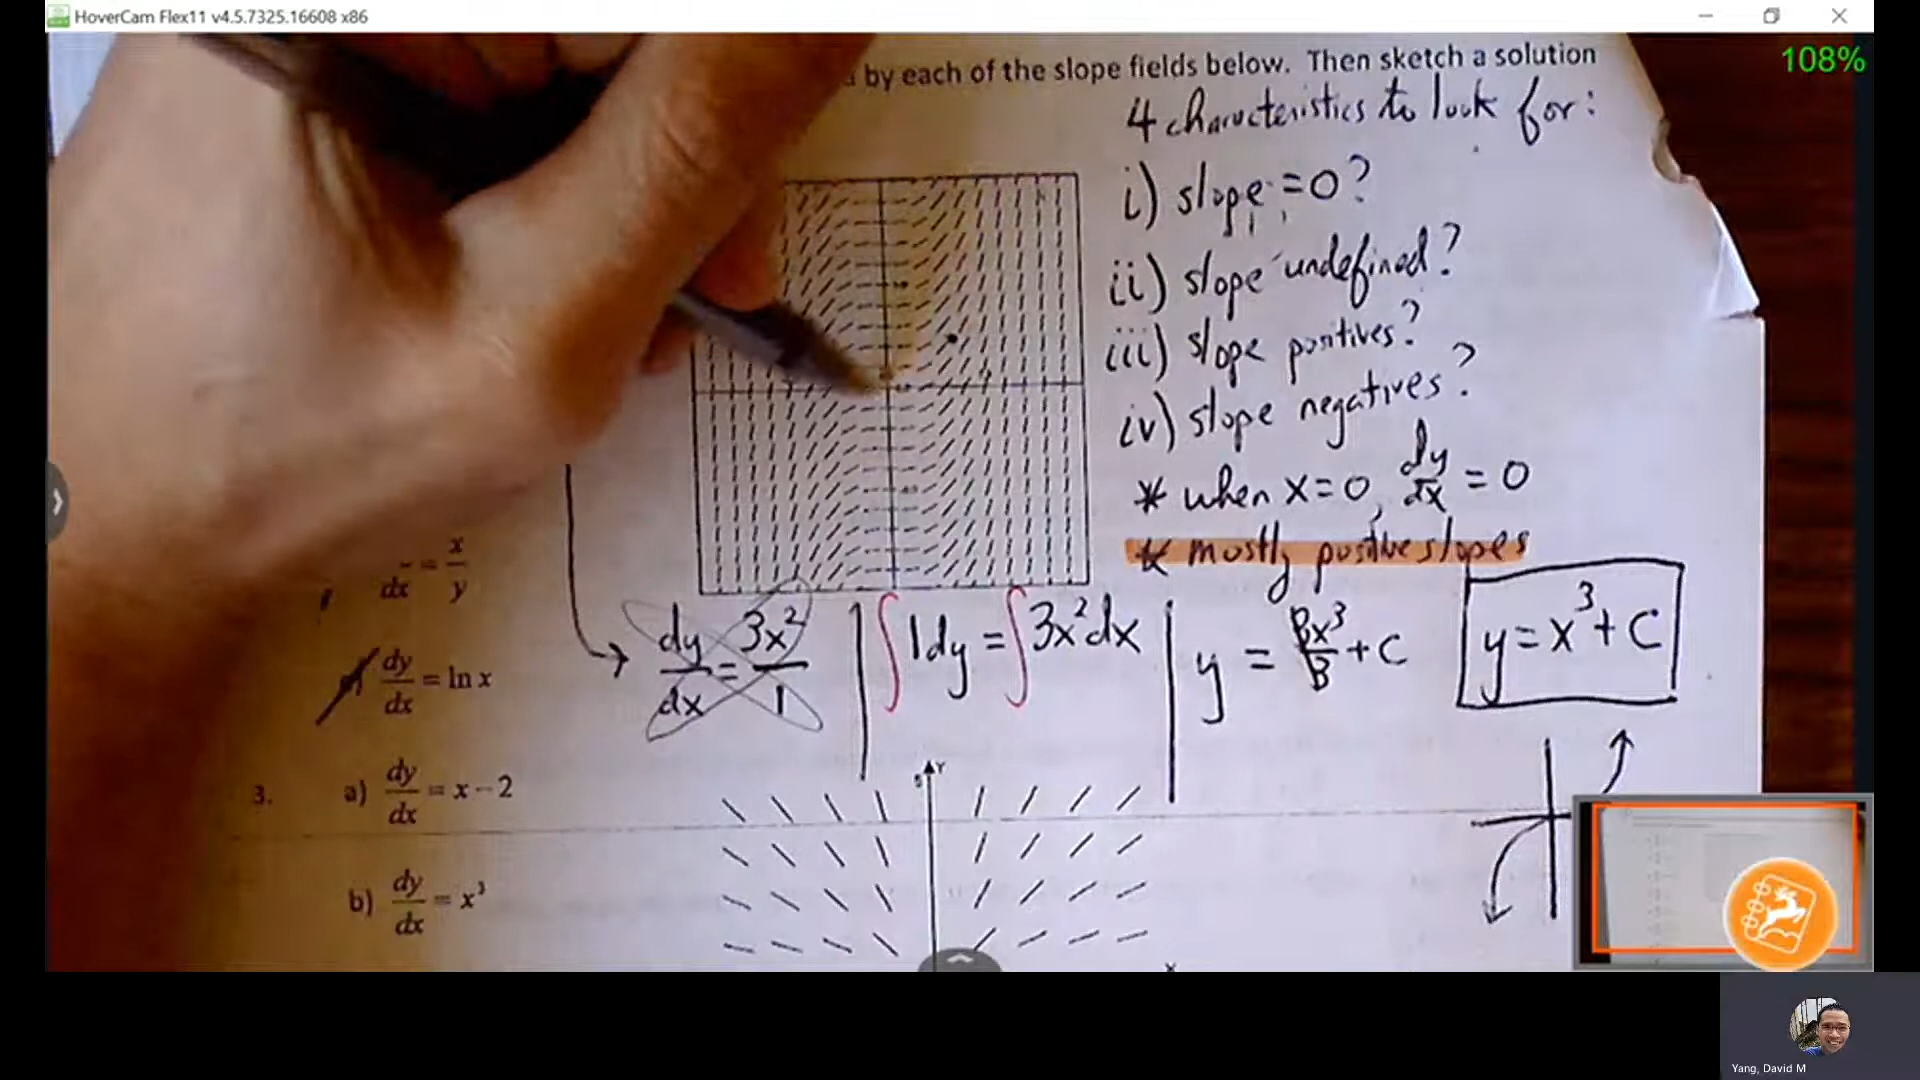 HoverCam Flex11 v4.5.7325.16608 x86
108%
by each of the slope fields below. Then sketch a solution
4 characteristics to look for:
i) slope = 0?
ii) slope undefined?
iii) slope positives?
iv) slope negatives?
* when x=0, dy/dx = 0
* mostly positive slopes
dx = x/y
dy/dx = ln x
dy/dx = 3x²/1 | ∫1dy = ∫3x²dx | y = 3x³/3 + C
y = x³ + C
3. a) dy/dx = x - 2
b) dy/dx = x³
Y
x
Yang, David M